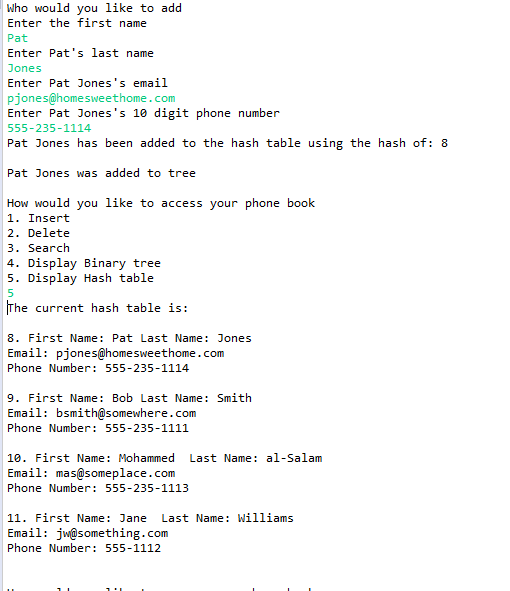 Who would you like to add
Enter the first name
Pat
Enter Pat's last name
Jones
Enter Pat Jones's email
pjones@homesweethome.com
Enter Pat Jones's 10 digit phone number
555-235-1114
Pat Jones has been added to the hash table using the hash of: 8
Pat Jones was added to tree
How would you like to access your phone book
1. Insert
2. Delete
3. Search
4. Display Binary tree
5. Display Hash table
5
The current hash table is:
8. First Name: Pat Last Name: Jones
Email: pjones@homesweethome.com
Phone Number: 555-235-1114
9. First Name: Bob Last Name: Smith
Email: bsmith@somewhere.com
Phone Number: 555-235-1111
10. First Name: Mohammed  Last Name: al-Salam
Email: mas@someplace.com
Phone Number: 555-235-1113
11. First Name: Jane  Last Name: Williams
Email: jw@something.com
Phone Number: 555-1112